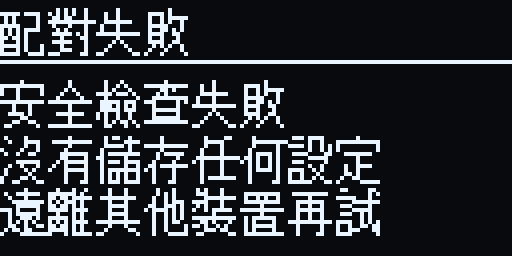 配對失敗
安全檢查失敗
沒有儲存任何設定
遠離其他裝置再試